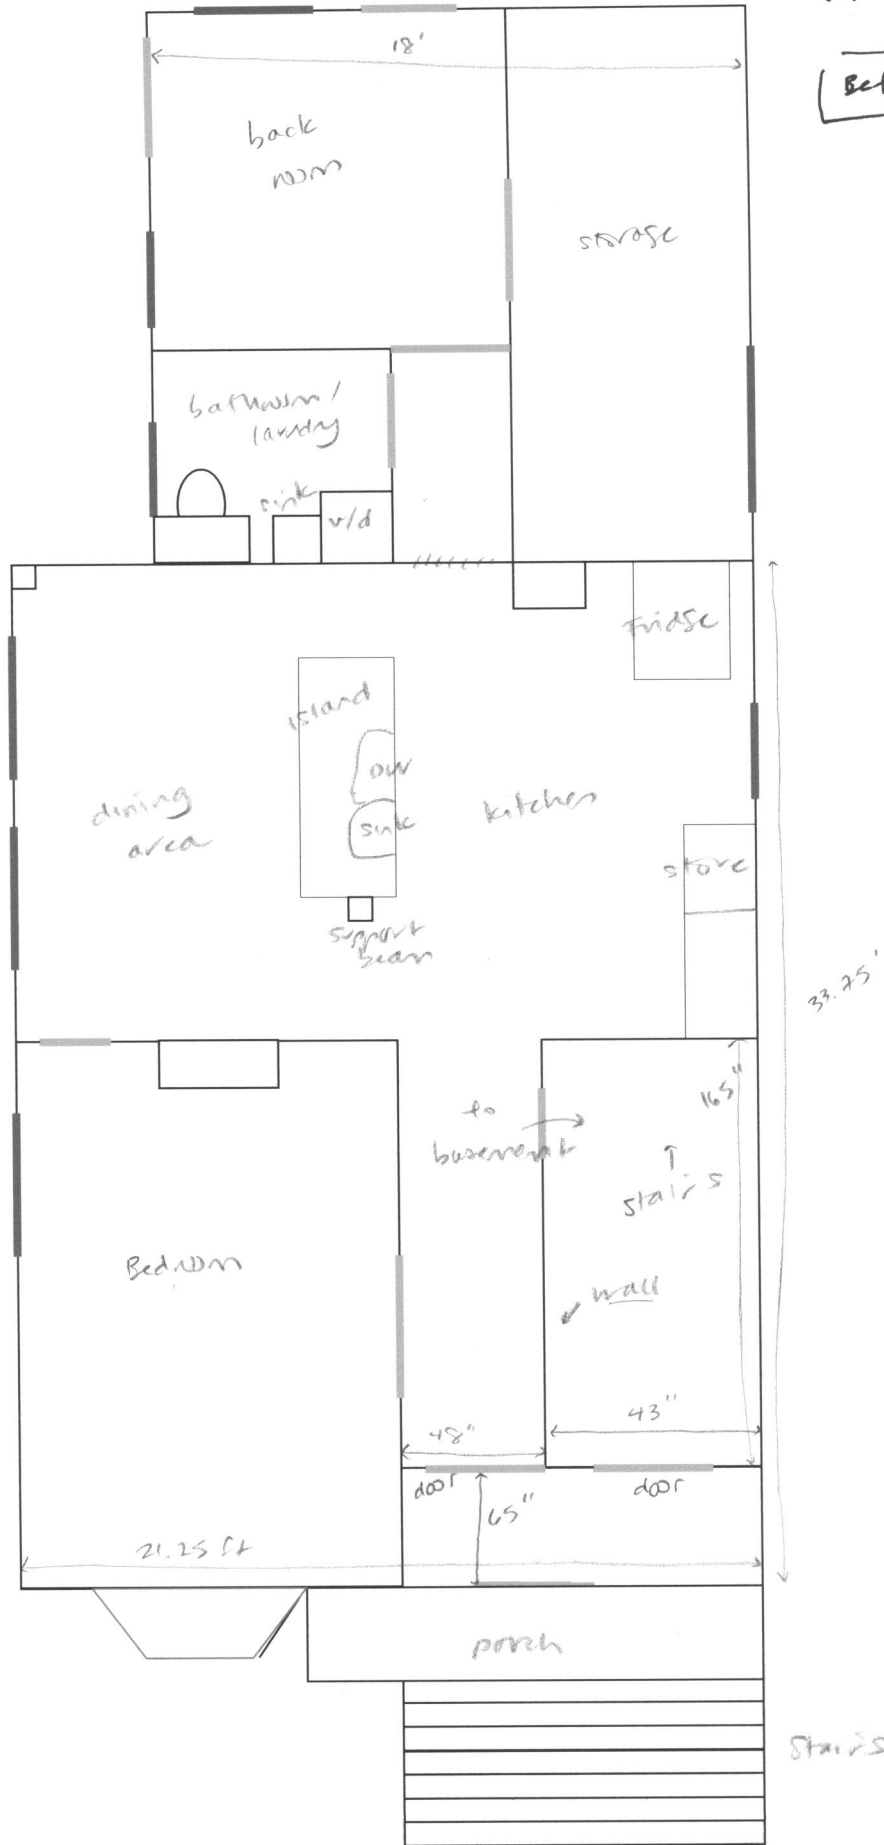 18'
back
room
storage
bathroom/
laundry
sink
w/d
Fridge
island
dw
sink
kitchen
dining
area
stove
support
beam
33.75'
165"
to
basement
↑
stairs
Bedroom
wall
43"
48"
door
door
65"
21.25 ft
porch
Stairs